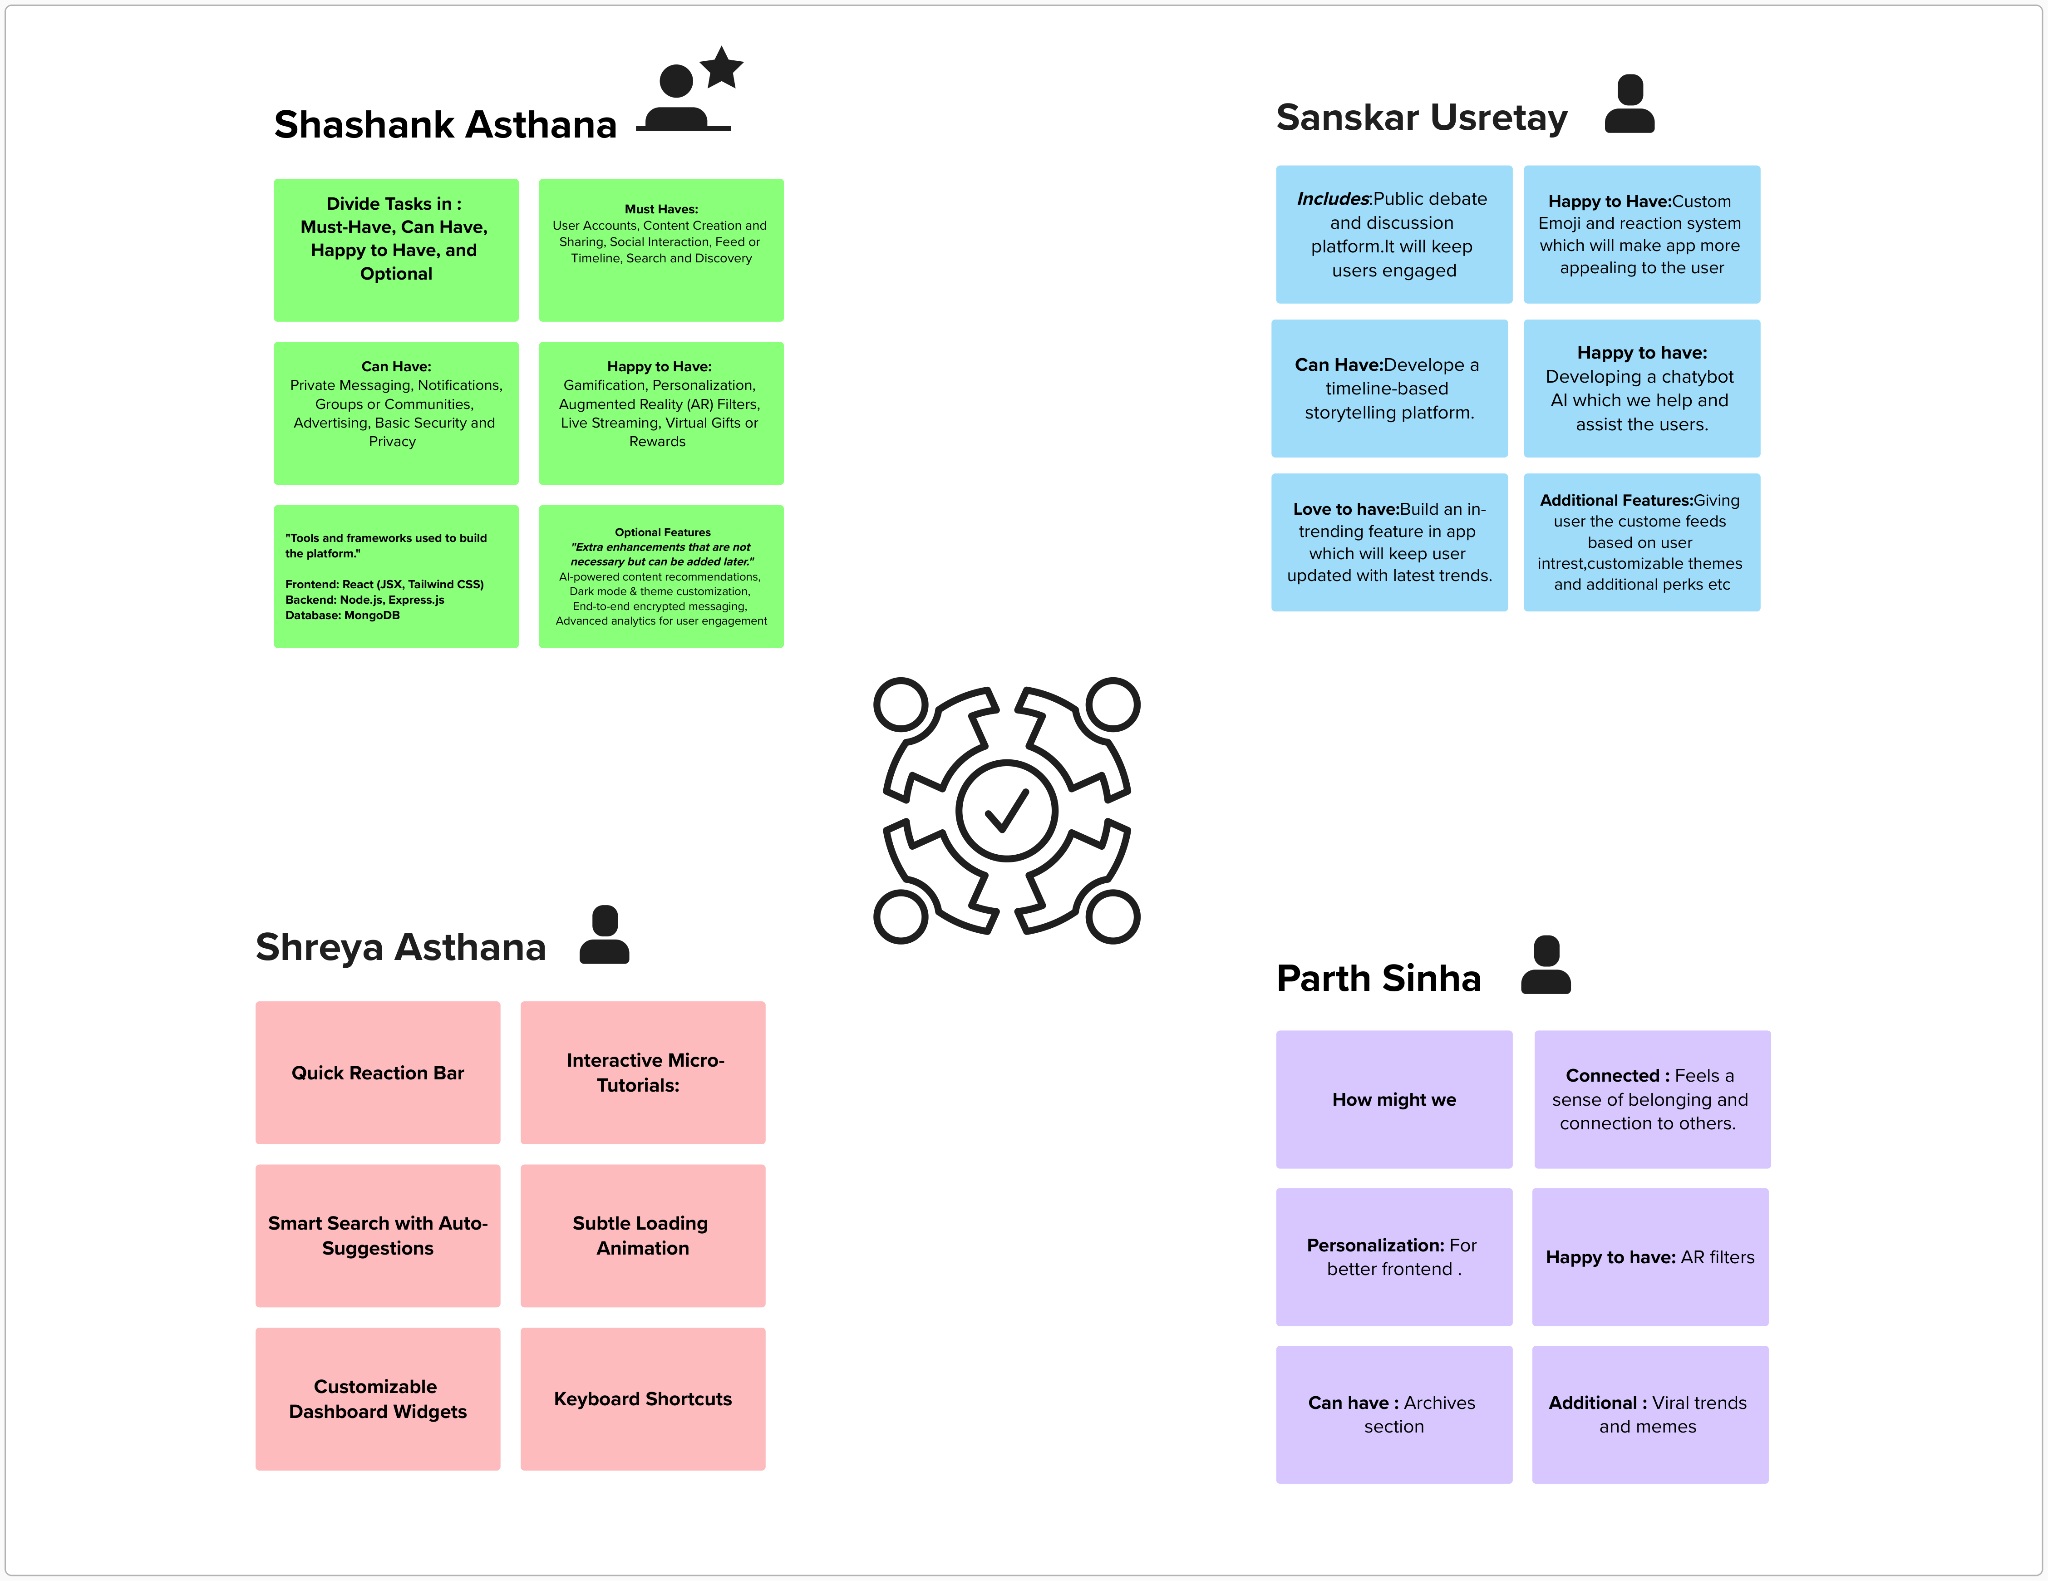 Shashank Asthana
Divide Tasks in :
Must-Have, Can Have,
Happy to Have, and
Optional
Must Haves:
User Accounts, Content Creation and
Sharing, Social Interaction, Feed or
Timeline, Search and Discovery
Can Have:
Private Messaging, Notifications,
Groups or Communities,
Advertising, Basic Security and
Privacy
Happy to Have:
Gamification, Personalization,
Augmented Reality (AR) Filters,
Live Streaming, Virtual Gifts or
Rewards
"Tools and frameworks used to build
the platform."
Frontend: React (JSX, Tailwind CSS)
Backend: Node.js, Express.js
Database: MongoDB
Optional Features
"Extra enhancements that are not
necessary but can be added later."
AI-powered content recommendations,
Dark mode & theme customization,
End-to-end encrypted messaging,
Advanced analytics for user engagement
Sanskar Usretay
Includes:Public debate
and discussion
platform.It will keep
users engaged
Happy to Have:Custom
Emoji and reaction system
which will make app more
appealing to the user
Can Have:Develope a
timeline-based
storytelling platform.
Happy to have:
Developing a chatybot
AI which we help and
assist the users.
Love to have:Build an in-
trending feature in app
which will keep user
updated with latest trends.
Additional Features:Giving
user the custome feeds
based on user
intrest,customizable themes
and additional perks etc
Shreya Asthana
Quick Reaction Bar
Interactive Micro-
Tutorials:
Smart Search with Auto-
Suggestions
Subtle Loading
Animation
Customizable
Dashboard Widgets
Keyboard Shortcuts
Parth Sinha
How might we
Connected : Feels a
sense of belonging and
connection to others.
Personalization: For
better frontend .
Happy to have: AR filters
Can have : Archives
section
Additional : Viral trends
and memes